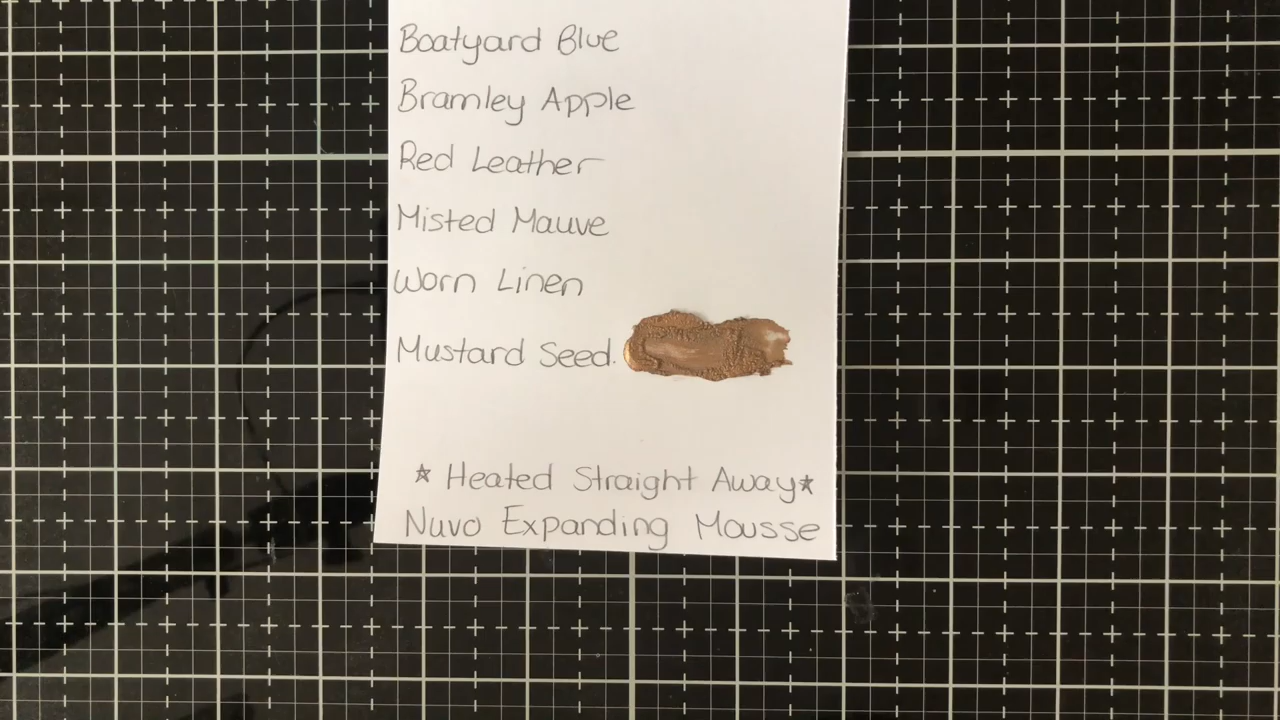 Boatyard Blue
Bramley Apple
Red Leather
Misted Mauve
Worn Linen
Mustard Seed.
☆ Heated Straight Away ☆
Nuvo Expanding Mousse